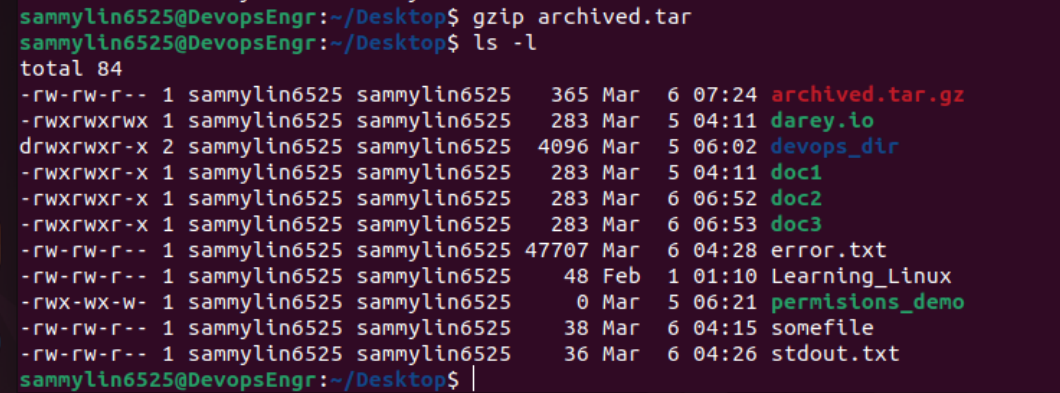 sammylin6525@DevopsEngr:~/Desktop$ gzip archived.tar
sammylin6525@DevopsEngr:~/Desktop$ ls -l
total 84
-rw-rw-r-- 1 sammylin6525 sammylin6525   365 Mar  6 07:24 archived.tar.gz
-rwxrwxrwx 1 sammylin6525 sammylin6525   283 Mar  5 04:11 darey.io
drwxrwxr-x 2 sammylin6525 sammylin6525  4096 Mar  5 06:02 devops_dir
-rwxrwxr-x 1 sammylin6525 sammylin6525   283 Mar  5 04:11 doc1
-rwxrwxr-x 1 sammylin6525 sammylin6525   283 Mar  6 06:52 doc2
-rwxrwxr-x 1 sammylin6525 sammylin6525   283 Mar  6 06:53 doc3
-rw-rw-r-- 1 sammylin6525 sammylin6525 47707 Mar  6 04:28 error.txt
-rw-rw-r-- 1 sammylin6525 sammylin6525    48 Feb  1 01:10 Learning_Linux
-rwx-wx-w- 1 sammylin6525 sammylin6525     0 Mar  5 06:21 permisions_demo
-rw-rw-r-- 1 sammylin6525 sammylin6525    38 Mar  6 04:15 somefile
-rw-rw-r-- 1 sammylin6525 sammylin6525    36 Mar  6 04:26 stdout.txt
sammylin6525@DevopsEngr:~/Desktop$